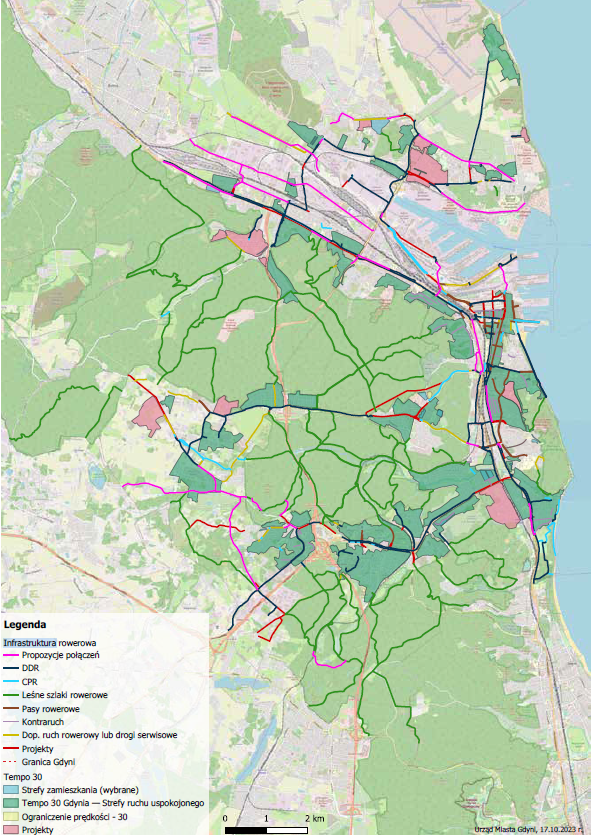 Legenda
Infrastruktura rowerowa
Propozycje połączeń
DDR
CPR
Leśne szlaki rowerowe
Pasy rowerowe
Kontraruch
Dop. ruch rowerowy lub drogi serwisowe
Projekty
Granica Gdyni
Tempo 30
Strefy zamieszkania (wybrane)
Tempo 30 Gdynia — Strefy ruchu uspokojonego
Ograniczenie prędkości - 30
Projekty
0 1 2 km
Urząd Miasta Gdyni, 17.10.2023 r.